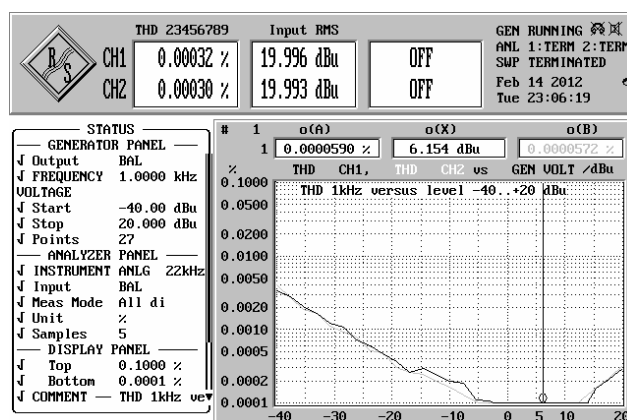 THD 23456789 Input RMS
CH1 0.00032 % 19.996 dBu OFF
CH2 0.00030 % 19.993 dBu OFF
R/S
GEN RUNNING
ANL 1:TERM 2:TERM
SWP TERMINATED
Feb 14 2012
Tue 23:06:19
STATUS
GENERATOR PANEL
Output BAL
FREQUENCY 1.0000 kHz
VOLTAGE
Start -40.00 dBu
Stop 20.000 dBu
Points 27
ANALYZER PANEL
INSTRUMENT ANLG 22kHz
Input BAL
Meas Mode All di
Unit %
Samples 5
DISPLAY PANEL
Top 0.1000 %
Bottom 0.0001 %
COMMENT — THD 1kHz ve
# 1 o(A) o(X) o(B)
1 0.0000590 % 6.154 dBu 0.0000572 %
% THD CH1, THD CH2 vs GEN VOLT /dBu
THD 1kHz versus level -40..+20 dBu
0.1000
0.0500
0.0200
0.0100
0.0050
0.0020
0.0010
0.0005
0.0002
0.0001
-40 -30 -20 -10 0 5 10 20